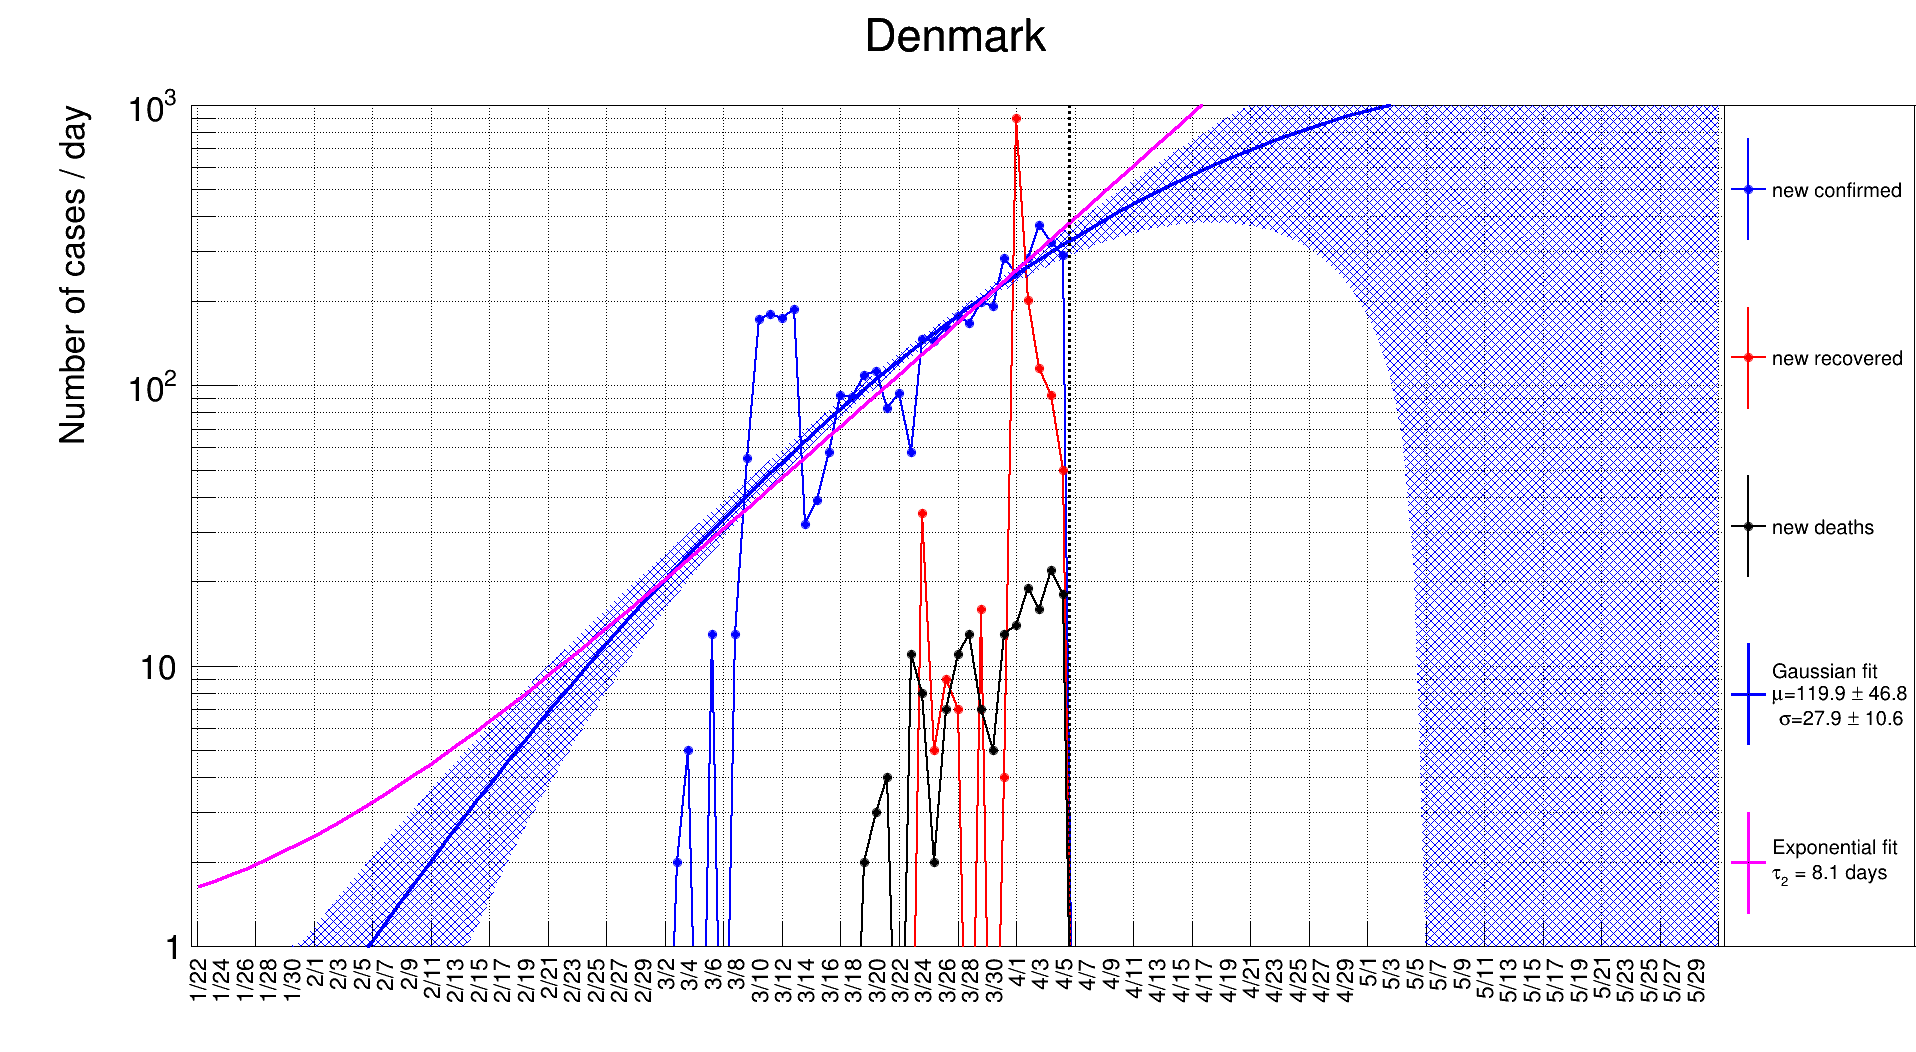 Denmark
Number of cases / day
10³
10²
10
1
1/22 1/24 1/26 1/28 1/30 2/1 2/3 2/5 2/7 2/9 2/11 2/13 2/15 2/17 2/19 2/21 2/23 2/25 2/27 2/29 3/2 3/4 3/6 3/8 3/10 3/12 3/14 3/16 3/18 3/20 3/22 3/24 3/26 3/28 3/30 4/1 4/3 4/5 4/7 4/9 4/11 4/13 4/15 4/17 4/19 4/21 4/23 4/25 4/27 4/29 5/1 5/3 5/5 5/7 5/9 5/11 5/13 5/15 5/17 5/19 5/21 5/23 5/25 5/27 5/29
new confirmed
new recovered
new deaths
Gaussian fit
μ=119.9 ± 46.8
σ=27.9 ± 10.6
Exponential fit
τ₂ = 8.1 days